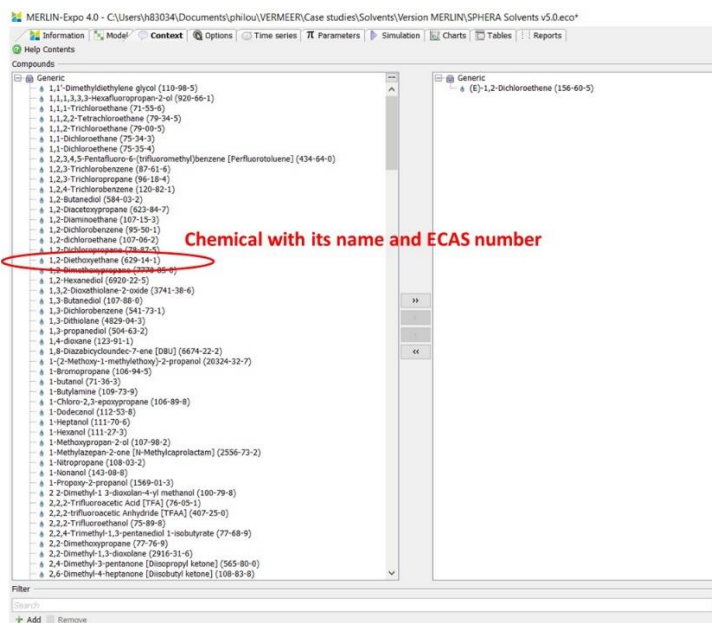 MERLIN-Expo 4.0 - C:\Users\h83034\Documents\philou\VERMEER\Case studies\Solvents\Version MERLIN\SPHERA Solvents v5.0.eco*
Information Model Context Options Time series π Parameters Simulation Charts Tables Reports
Help Contents
Compounds
Generic
1,1'-Dimethyldiethylene glycol (110-98-5)
1,1,1,3,3,3-Hexafluoropropan-2-ol (920-66-1)
1,1,1-Trichloroethane (71-55-6)
1,1,2,2-Tetrachloroethane (79-34-5)
1,1,2-Trichloroethane (79-00-5)
1,1-Dichloroethane (75-34-3)
1,1-Dichloroethene (75-35-4)
1,2,3,4,5-Pentafluoro-6-(trifluoromethyl)benzene [Perfluorotoluene] (434-64-0)
1,2,3-Trichlorobenzene (87-61-6)
1,2,3-Trichloropropane (96-18-4)
1,2,4-Trichlorobenzene (120-82-1)
1,2-Butanediol (584-03-2)
1,2-Diacetoxypropane (623-84-7)
1,2-Diaminoethane (107-15-3)
1,2-Dichlorobenzene (95-50-1)
1,2-dichloroethane (107-06-2)
1,2-Dichloropropane (78-87-5)
1,2-Diethoxyethane (629-14-1)
1,2-Dimethoxypropane (7778-85-0)
1,2-Hexanediol (6920-22-5)
1,3,2-Dioxathiolane-2-oxide (3741-38-6)
1,3-Butanediol (107-88-0)
1,3-Dichlorobenzene (541-73-1)
1,3-Dithiolane (4829-04-3)
1,3-propanediol (504-63-2)
1,4-dioxane (123-91-1)
1,8-Diazabicycloundec-7-ene [DBU] (6674-22-2)
1-(2-Methoxy-1-methylethoxy)-2-propanol (20324-32-7)
1-Bromopropane (106-94-5)
1-butanol (71-36-3)
1-Butylamine (109-73-9)
1-Chloro-2,3-epoxypropane (106-89-8)
1-Dodecanol (112-53-8)
1-Heptanol (111-70-6)
1-Hexanol (111-27-3)
1-Methoxypropan-2-ol (107-98-2)
1-Methylazepan-2-one [N-Methylcaprolactam] (2556-73-2)
1-Nitropropane (108-03-2)
1-Nonanol (143-08-8)
1-Propoxy-2-propanol (1569-01-3)
2 2-Dimethyl-1 3-dioxolan-4-yl methanol (100-79-8)
2,2,2-Trifluoroacetic Acid [TFA] (76-05-1)
2,2,2-trifluoroacetic Anhydride [TFAA] (407-25-0)
2,2,2-Trifluoroethanol (75-89-8)
2,2,4-Trimethyl-1,3-pentanediol 1-isobutyrate (77-68-9)
2,2-Dimethoxypropane (77-76-9)
2,2-Dimethyl-1,3-dioxolane (2916-31-6)
2,4-Dimethyl-3-pentanone [Diisopropyl ketone] (565-80-0)
2,6-Dimethyl-4-heptanone [Diisobutyl ketone] (108-83-8)
Chemical with its name and ECAS number
Generic
(E)-1,2-Dichloroethene (156-60-5)
Filter
Search
Add Remove